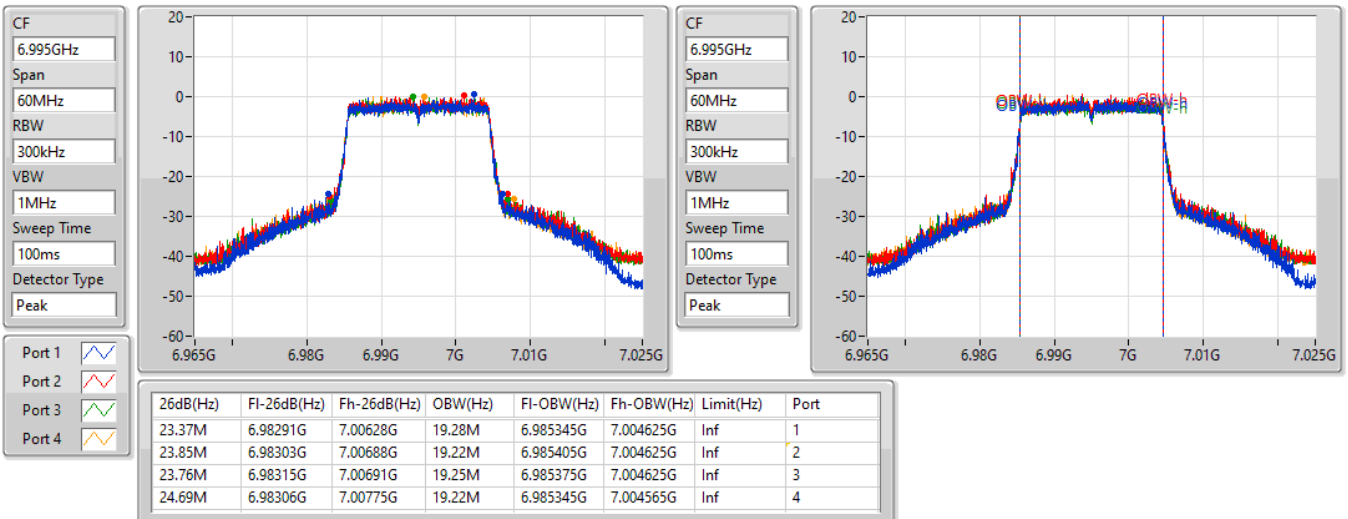 CF
6.995GHz
Span
60MHz
RBW
300kHz
VBW
1MHz
Sweep Time
100ms
Detector Type
Peak
20
10
0
-10
-20
-30
-40
-50
-60
6.965G 6.98G 6.99G 7G 7.01G 7.025G
CF
6.995GHz
Span
60MHz
RBW
300kHz
VBW
1MHz
Sweep Time
100ms
Detector Type
Peak
20
10
0
-10
-20
-30
-40
-50
-60
6.965G 6.98G 6.99G 7G 7.01G 7.025G
Port 1
Port 2
Port 3
Port 4
26dB(Hz) Fl-26dB(Hz) Fh-26dB(Hz) OBW(Hz) Fl-OBW(Hz) Fh-OBW(Hz) Limit(Hz) Port
23.37M 6.98291G 7.00628G 19.28M 6.985345G 7.004625G Inf 1
23.85M 6.98303G 7.00688G 19.22M 6.985405G 7.004625G Inf 2
23.76M 6.98315G 7.00691G 19.25M 6.985375G 7.004625G Inf 3
24.69M 6.98306G 7.00775G 19.22M 6.985345G 7.004565G Inf 4